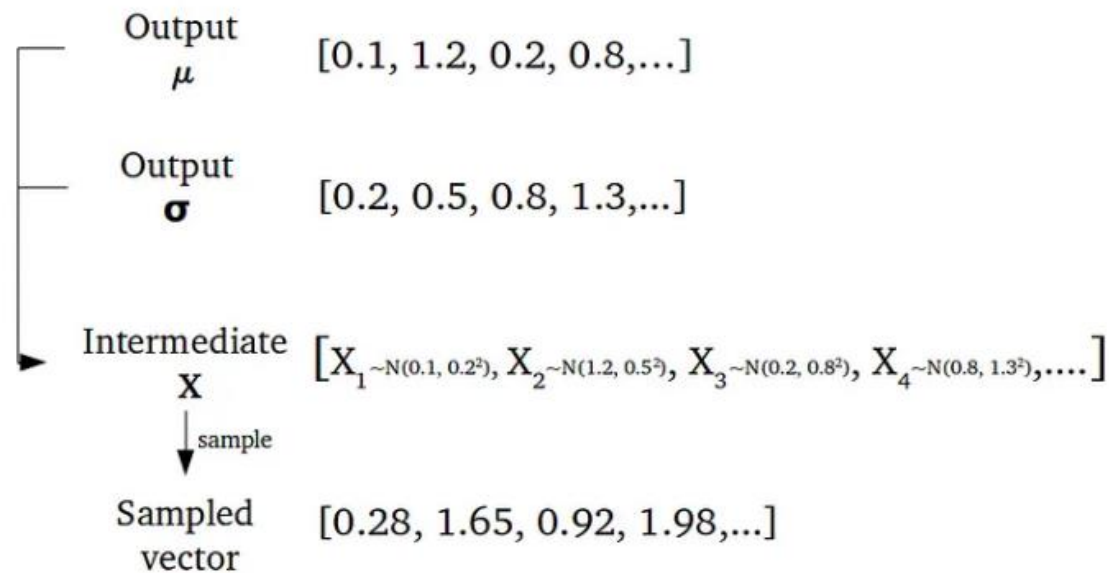 Output
μ
[0.1, 1.2, 0.2, 0.8,...]
Output
σ
[0.2, 0.5, 0.8, 1.3,...]
Intermediate
X
[X₁~N(0.1, 0.2²), X₂~N(1.2, 0.5²), X₃~N(0.2, 0.8²), X₄~N(0.8, 1.3²),....]
sample
Sampled
vector
[0.28, 1.65, 0.92, 1.98,...]